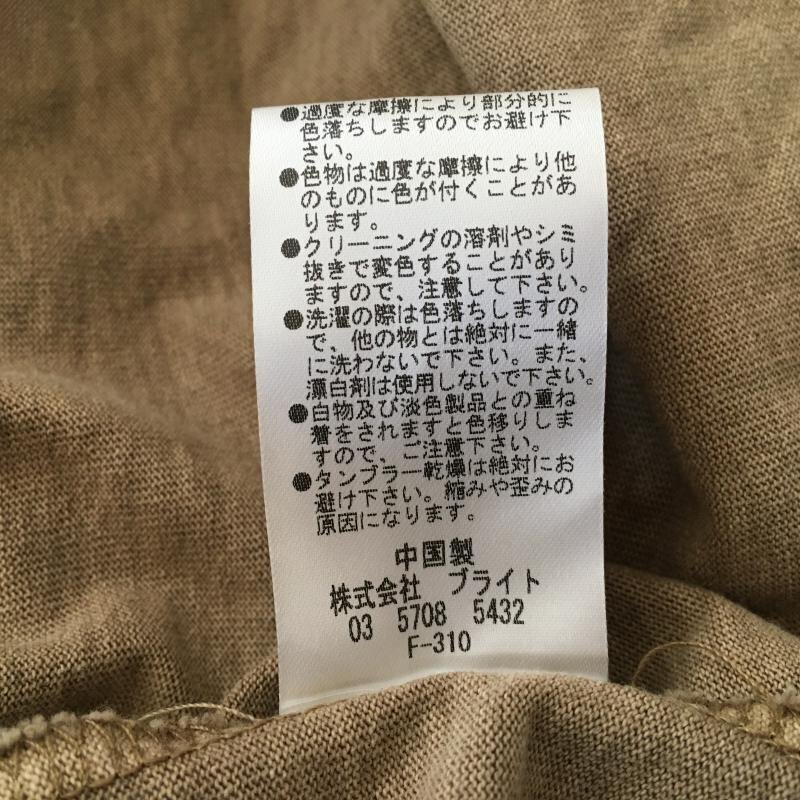 ●過度な摩擦により部分的に
色落ちしますのでお避け下
さい。
●色物は過度な摩擦により他
のものに色が付くことがあ
ります。
●クリーニングの溶剤やシミ
抜きで変色することがあり
ますので、注意して下さい。
●洗濯の際は色落ちしますの
で、他の物とは絶対に一緒
に洗わないで下さい。また、
漂白剤は使用しないで下さい。
●白物及び淡色製品との重ね
着をされますと色移りしま
すので、ご注意下さい。
●タンブラー乾燥は絶対にお
避け下さい。縮みや歪みの
原因になります。
中国製
株式会社 ブライト
03 5708 5432
F-310